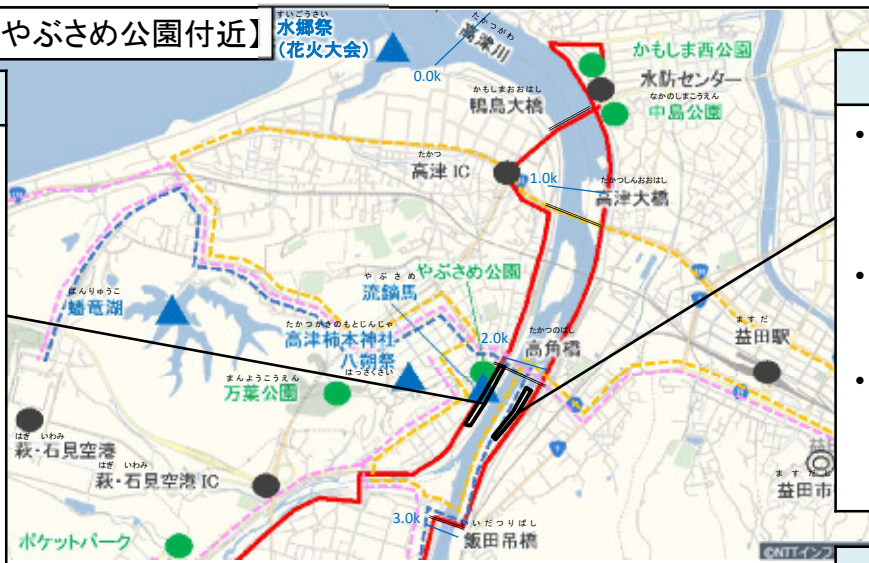 やぶさめ公園付近】
すいごうさい
水郷祭
(花火大会)
たかつがわ
高津川
0.0k
かもしま西公園
水防センター
なかのしまこうえん
中島公園
かもしまおおはし
鴨島大橋
たかつ
高津 IC
1.0k
たかつしんおおはし
高津大橋
やぶさめ
流鏑馬
やぶさめ公園
ばんりゅうこ
蟠竜湖
たかつかきのもとじんじゃ
高津柿本神社
八朔祭
はっさくさい
2.0k
たかつのばし
高角橋
ますだ
益田駅
まんようこうえん
万葉公園
はぎ いわみ
萩・石見空港
はぎ いわみ
萩・石見空港 IC
ますだし
益田市
3.0k
いいだつりばし
飯田吊橋
ポケットパーク
©NTTインフ